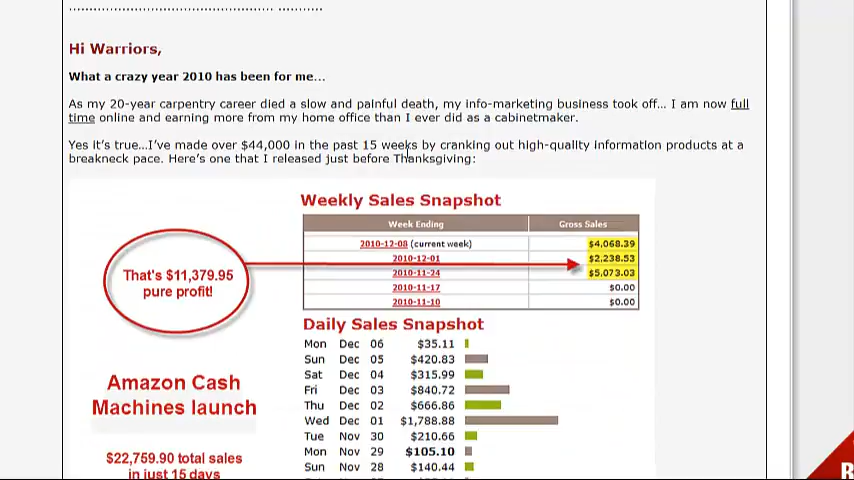 Hi Warriors,
What a crazy year 2010 has been for me...
As my 20-year carpentry career died a slow and painful death, my info-marketing business took off... I am now full
time online and earning more from my home office than I ever did as a cabinetmaker.
Yes it's true...I've made over $44,000 in the past 15 weeks by cranking out high-quality information products at a
breakneck pace. Here's one that I released just before Thanksgiving:
Weekly Sales Snapshot
Week Ending Gross Sales
2010-12-08 (current week) $4,068.39
2010-12-01 $2,238.53
2010-11-24 $5,073.03
2010-11-17 $0.00
2010-11-10 $0.00
That's $11,379.95
pure profit!
Daily Sales Snapshot
Mon Dec 06 $35.11
Sun Dec 05 $420.83
Sat Dec 04 $315.99
Fri Dec 03 $840.72
Thu Dec 02 $666.86
Wed Dec 01 $1,788.88
Tue Nov 30 $210.66
Mon Nov 29 $105.10
Sun Nov 28 $140.44
Amazon Cash
Machines launch
$22,759.90 total sales
in just 15 days